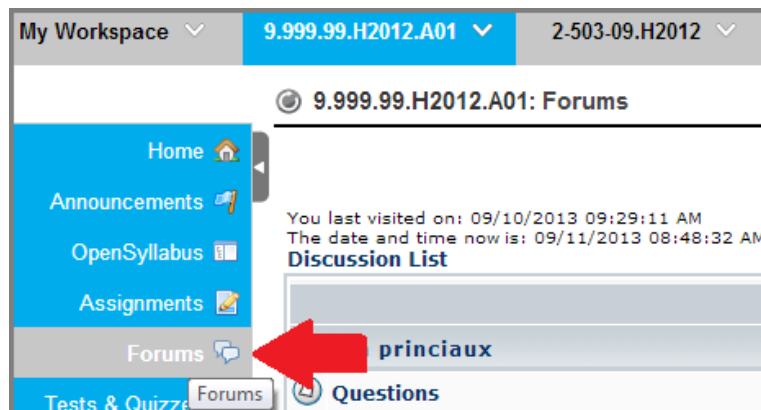 My Workspace 9.999.99.H2012.A01 2-503-09.H2012
9.999.99.H2012.A01: Forums
Home
Announcements
OpenSyllabus
Assignments
Forums
Tests & Quizze
Forums
You last visited on: 09/10/2013 09:29:11 AM
The date and time now is: 09/11/2013 08:48:32 AM
Discussion List
princiaux
Questions